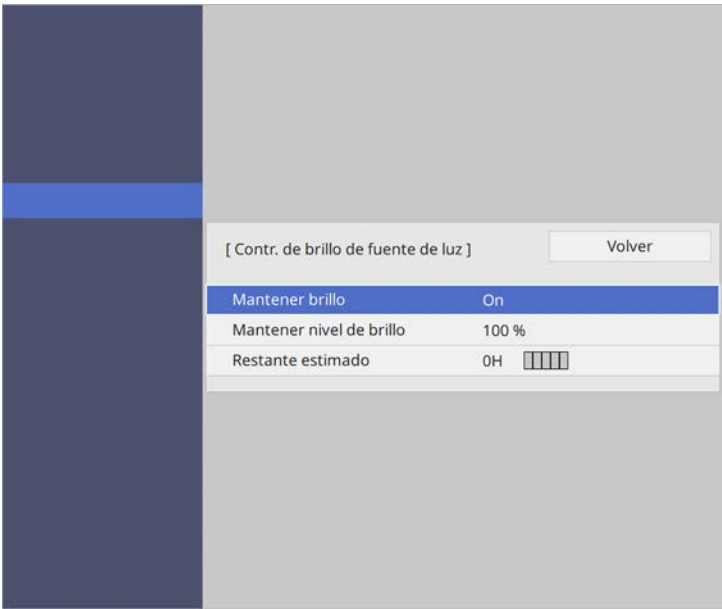 [ Contr. de brillo de fuente de luz ] Volver
Mantener brillo On
Mantener nivel de brillo 100 %
Restante estimado 0H